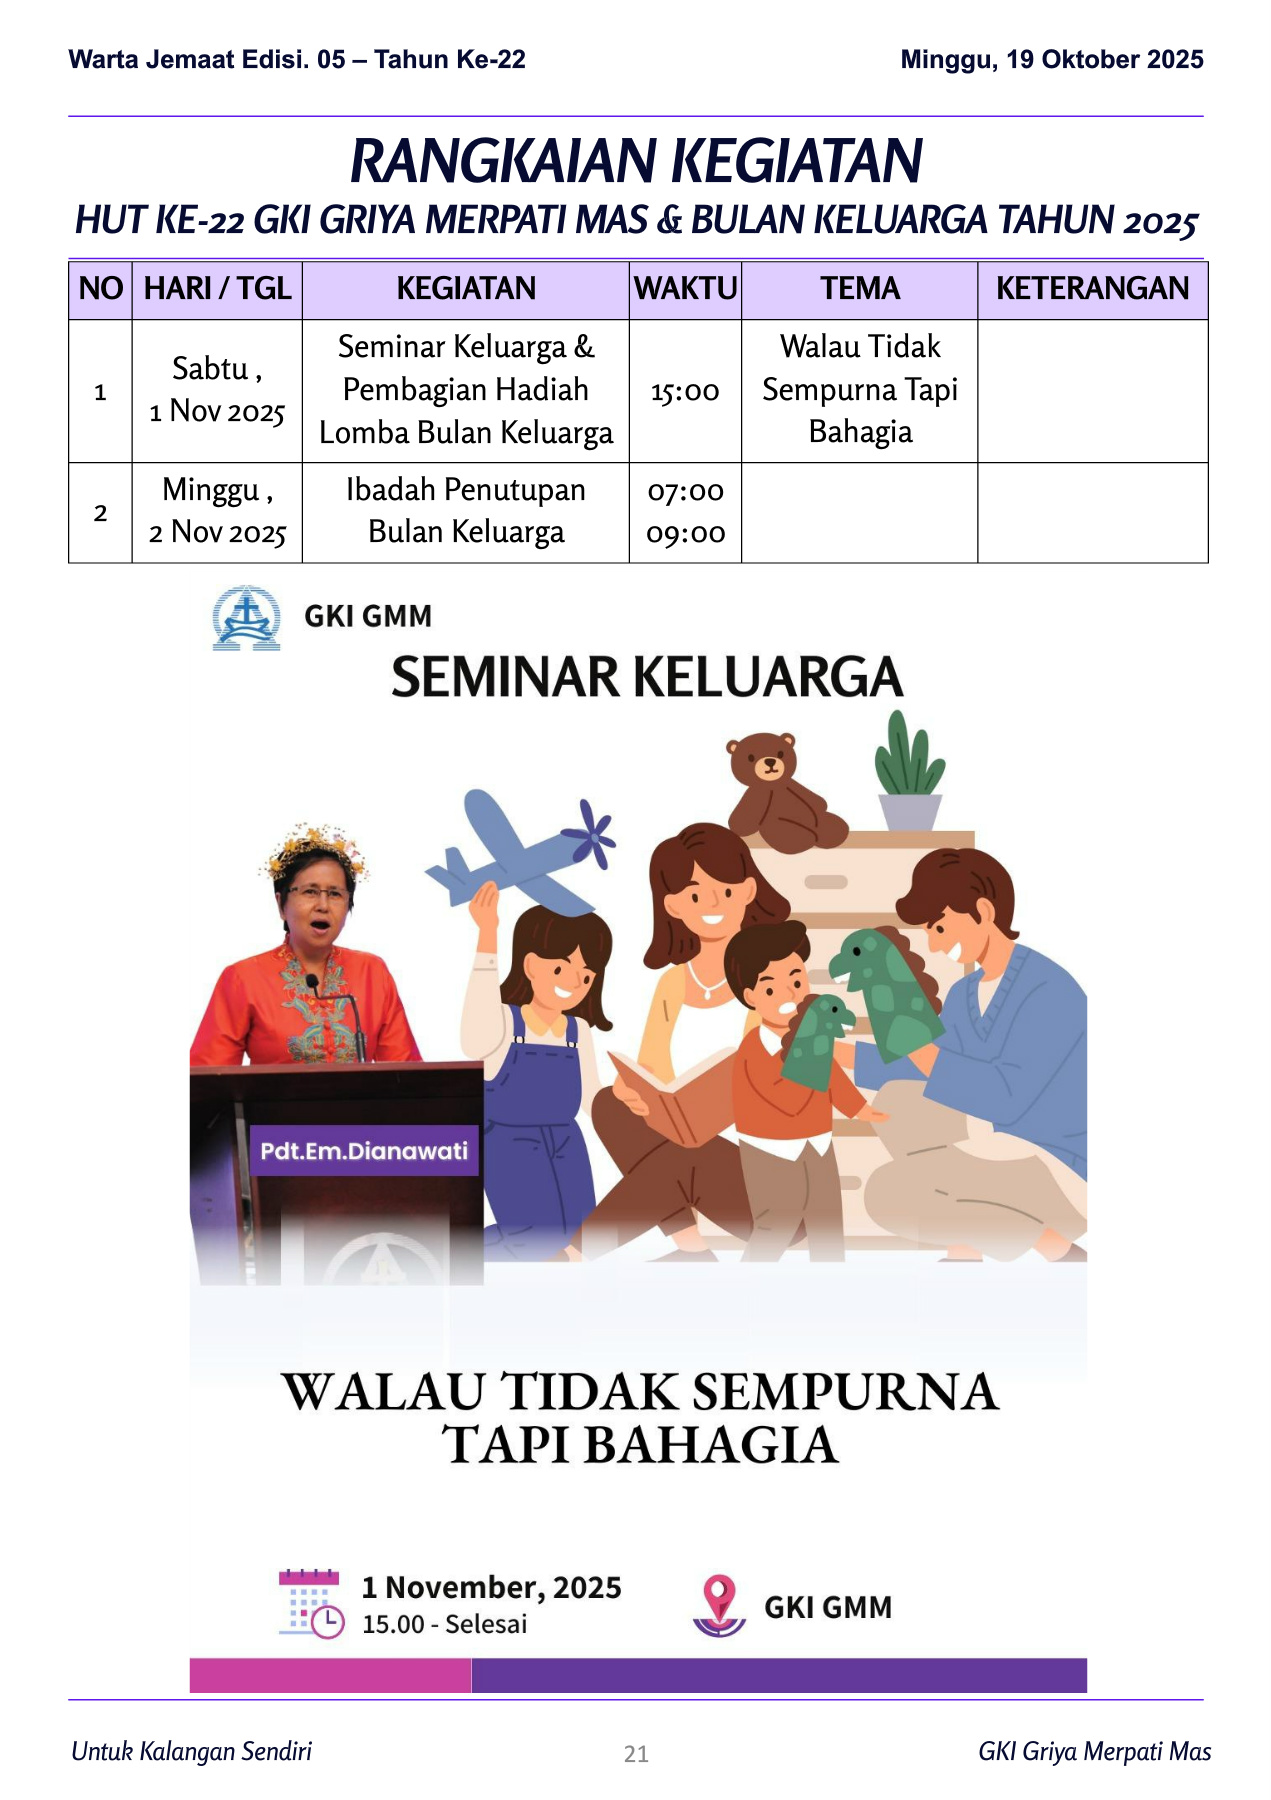 Warta Jemaat Edisi. 05 – Tahun Ke-22
Minggu, 19 Oktober 2025
RANGKAIAN KEGIATAN
HUT KE-22 GKI GRIYA MERPATI MAS & BULAN KELUARGA TAHUN 2025
NO HARI / TGL KEGIATAN WAKTU TEMA KETERANGAN
1
Sabtu ,
1 Nov 2025
Seminar Keluarga &
Pembagian Hadiah
Lomba Bulan Keluarga
15:00
Walau Tidak
Sempurna Tapi
Bahagia
2
Minggu ,
2 Nov 2025
Ibadah Penutupan
Bulan Keluarga
07:00
09:00
GKI GMM
SEMINAR KELUARGA
Pdt.Em.Dianawati
WALAU TIDAK SEMPURNA
TAPI BAHAGIA
1 November, 2025
15.00 - Selesai
GKI GMM
Untuk Kalangan Sendiri
21
GKI Griya Merpati Mas